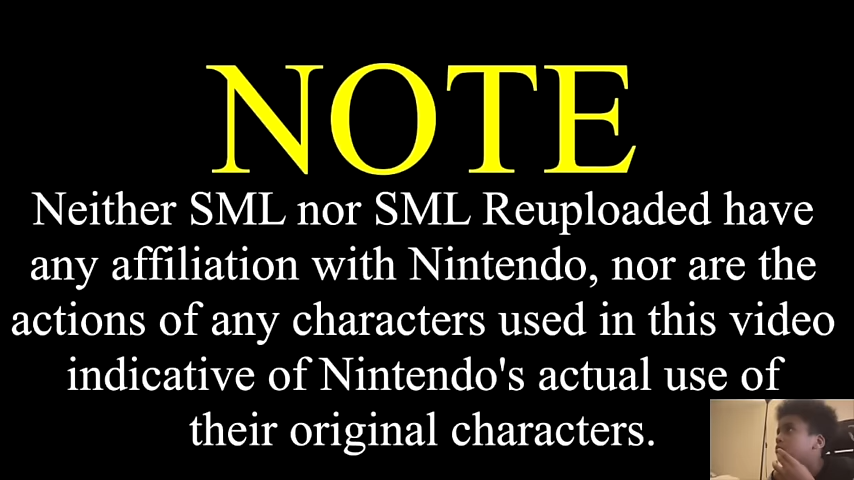 NOTE
Neither SML nor SML Reuploaded have
any affiliation with Nintendo, nor are the
actions of any characters used in this video
indicative of Nintendo's actual use of
their original characters.